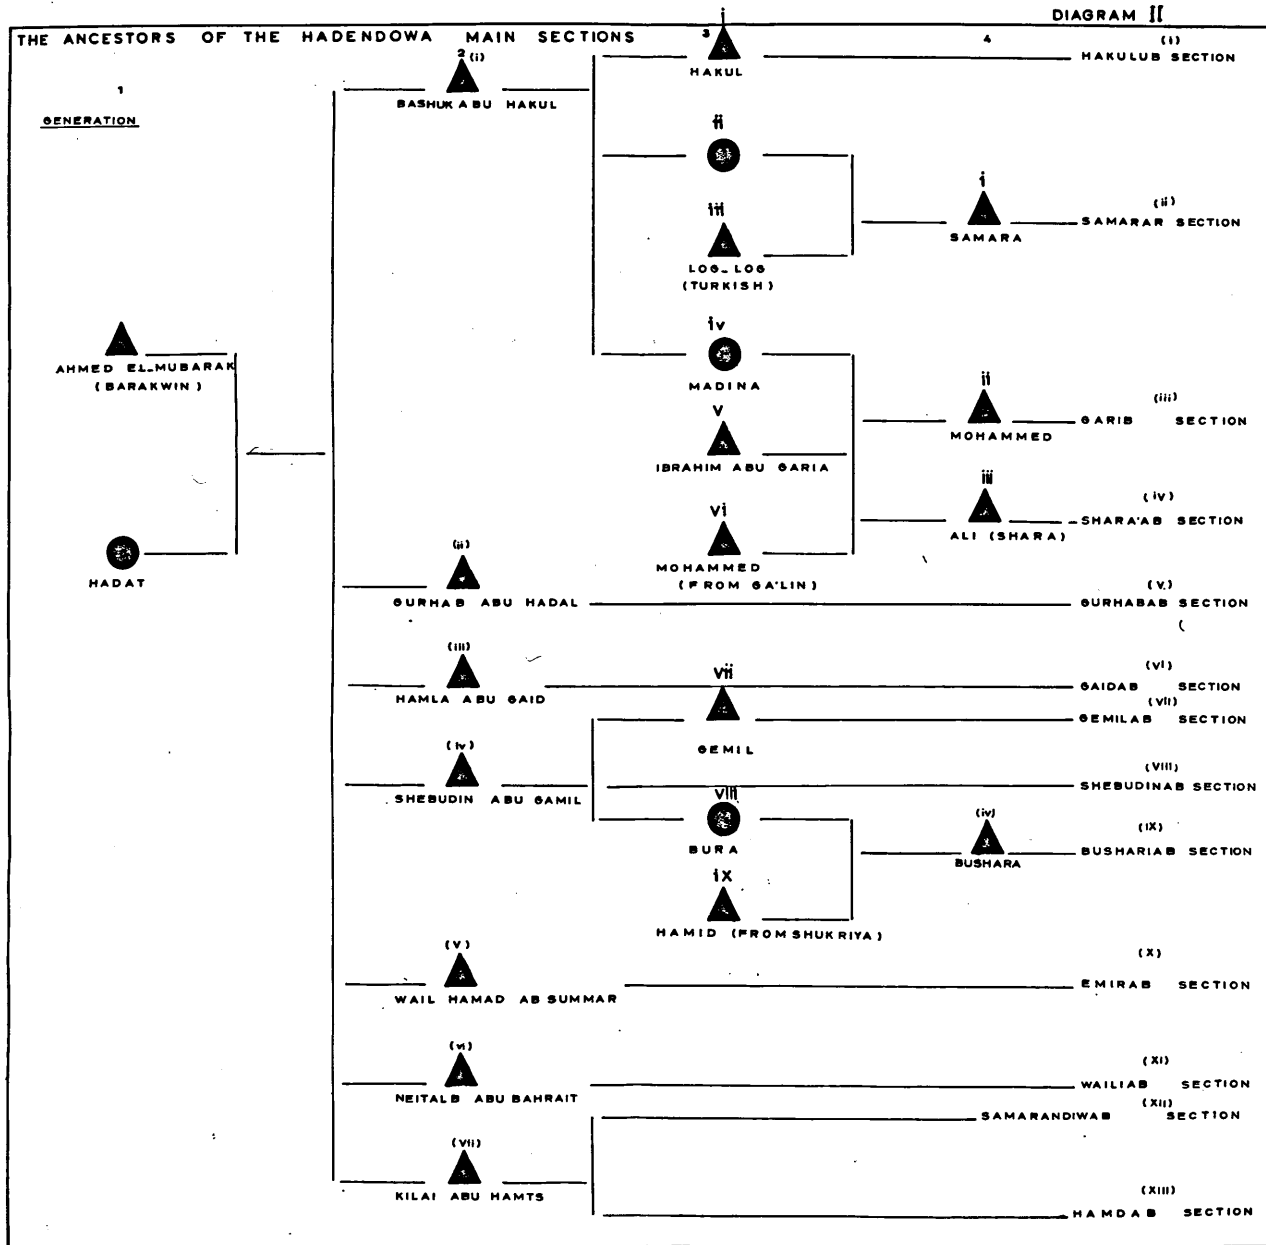 DIAGRAM II
THE ANCESTORS OF THE HADENDOWA MAIN SECTIONS
1
GENERATION
2 (i)
BASHUK ABU HAKUL
3
i
HAKUL
4
(i)
HAKULUB SECTION
ii
iii
LOG-LOG
(TURKISH)
i
SAMARA
(ii)
SAMARAR SECTION
AHMED EL-MUBARAK
(BARAKWIN)
HADAT
iv
MADINA
v
IBRAHIM ABU GARIA
vi
MOHAMMED
(FROM GA'LIN)
ii
MOHAMMED
(iii)
GARIB SECTION
iii
ALI (SHARA)
(iv)
SHARA'AB SECTION
(ii)
GURHAB ABU HADAL
(V)
GURHABAB SECTION
(iii)
HAMLA ABU GAID
(vi)
GAIDAB SECTION
(iv)
SHEBUDIN ABU GAMIL
vii
GEMIL
(vii)
GEMILAB SECTION
(VIII)
SHEBUDINAB SECTION
viii
BURA
ix
HAMID (FROM SHUKRIYA)
(iv)
BUSHARA
(IX)
BUSHARIAB SECTION
(V)
WAIL HAMAD AB SUMMAR
(X)
EMIRAB SECTION
(vi)
NEITALB ABU BAHRAIT
(XI)
WAILIAB SECTION
(Vii)
KILAI ABU HAMTS
(XII)
SAMARANDIWAB SECTION
(XIII)
HAMDAB SECTION